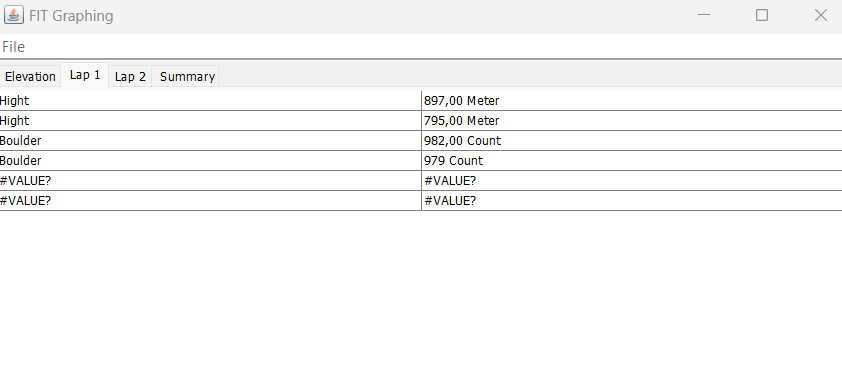 FIT Graphing
File
Elevation Lap 1 Lap 2 Summary
Hight 897,00 Meter
Hight 795,00 Meter
Boulder 982,00 Count
Boulder 979 Count
#VALUE? #VALUE?
#VALUE? #VALUE?